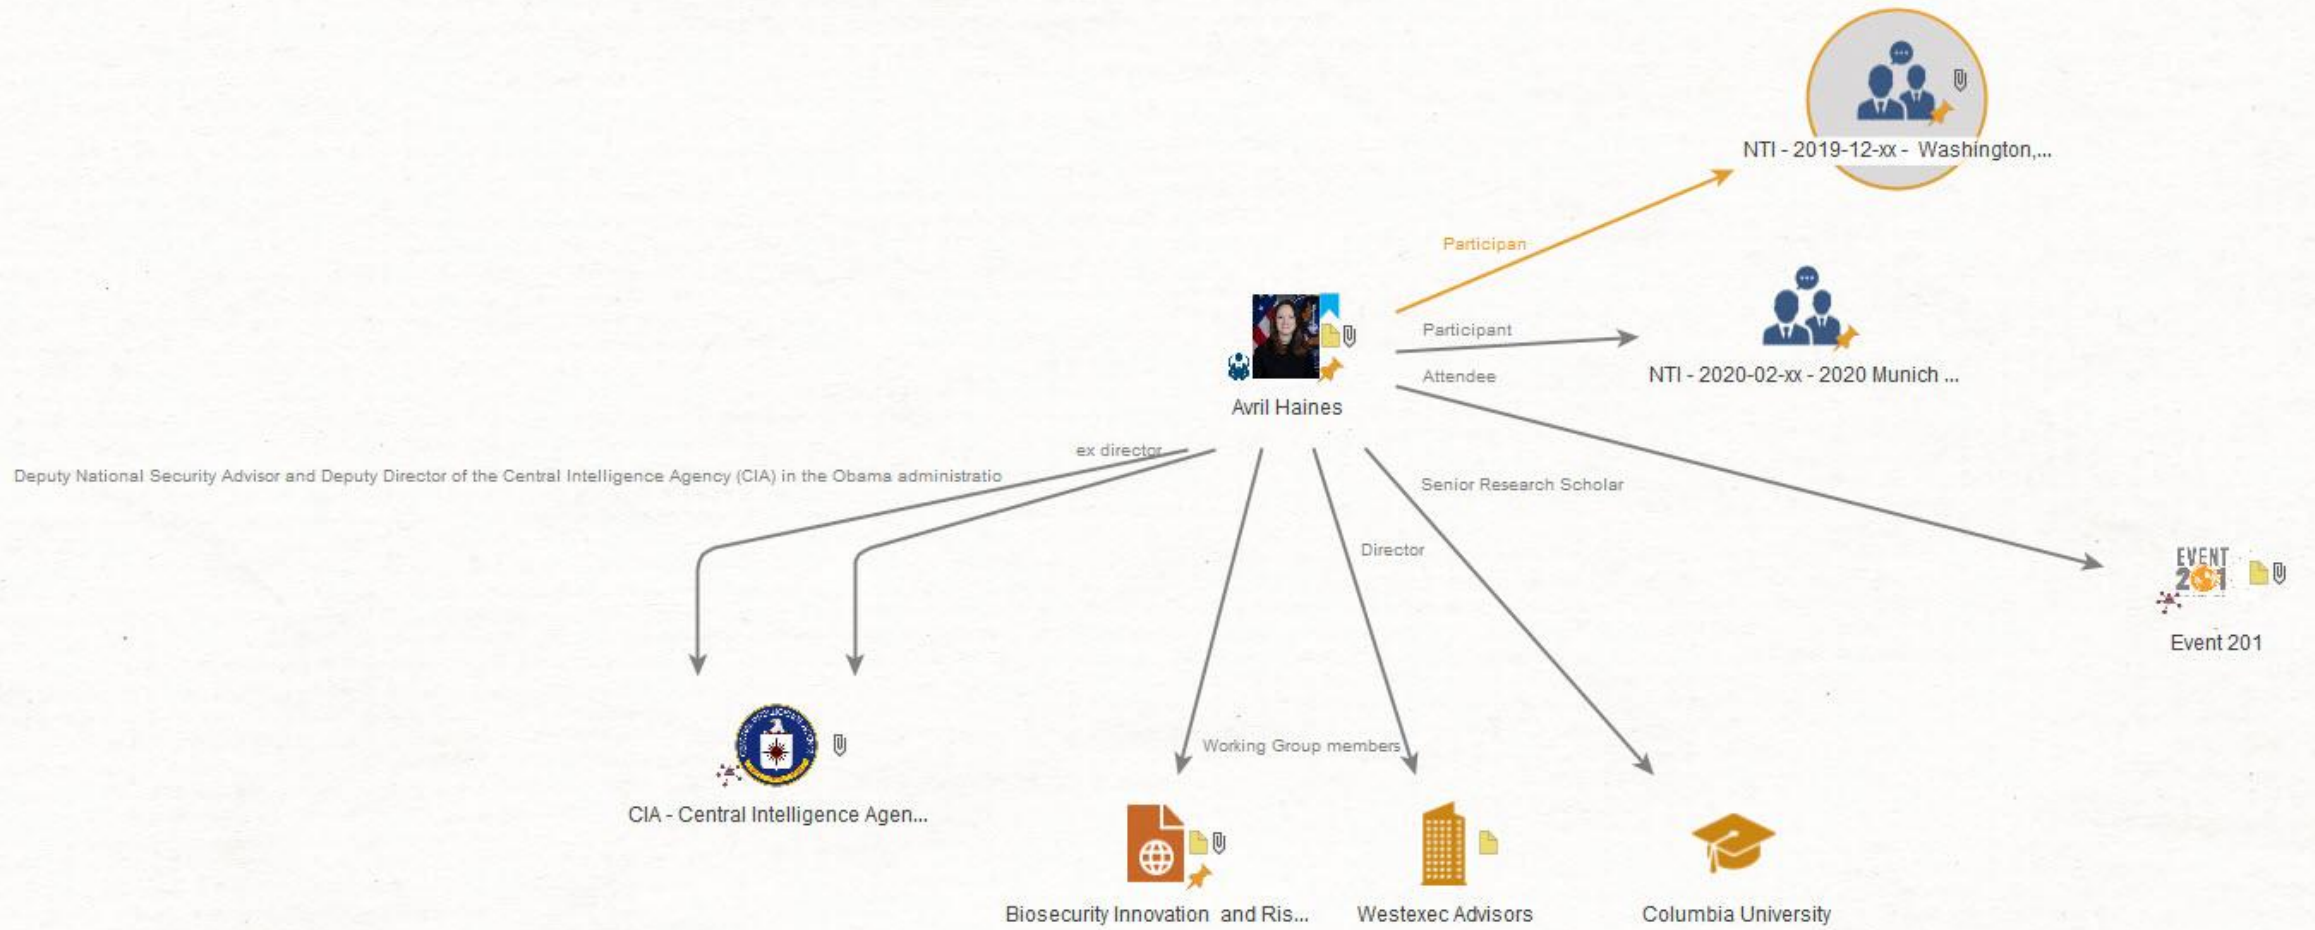 NTI - 2019-12-xx -  Washington,...
Participan
Participant
Attendee
NTI - 2020-02-xx - 2020 Munich ...
Avril Haines
ex director
Deputy National Security Advisor and Deputy Director of the Central Intelligence Agency (CIA) in the Obama administratio
Senior Research Scholar
Director
EVENT
201
Event 201
Working Group members
CIA - Central Intelligence Agen...
Biosecurity Innovation  and Ris...
Westexec Advisors
Columbia University